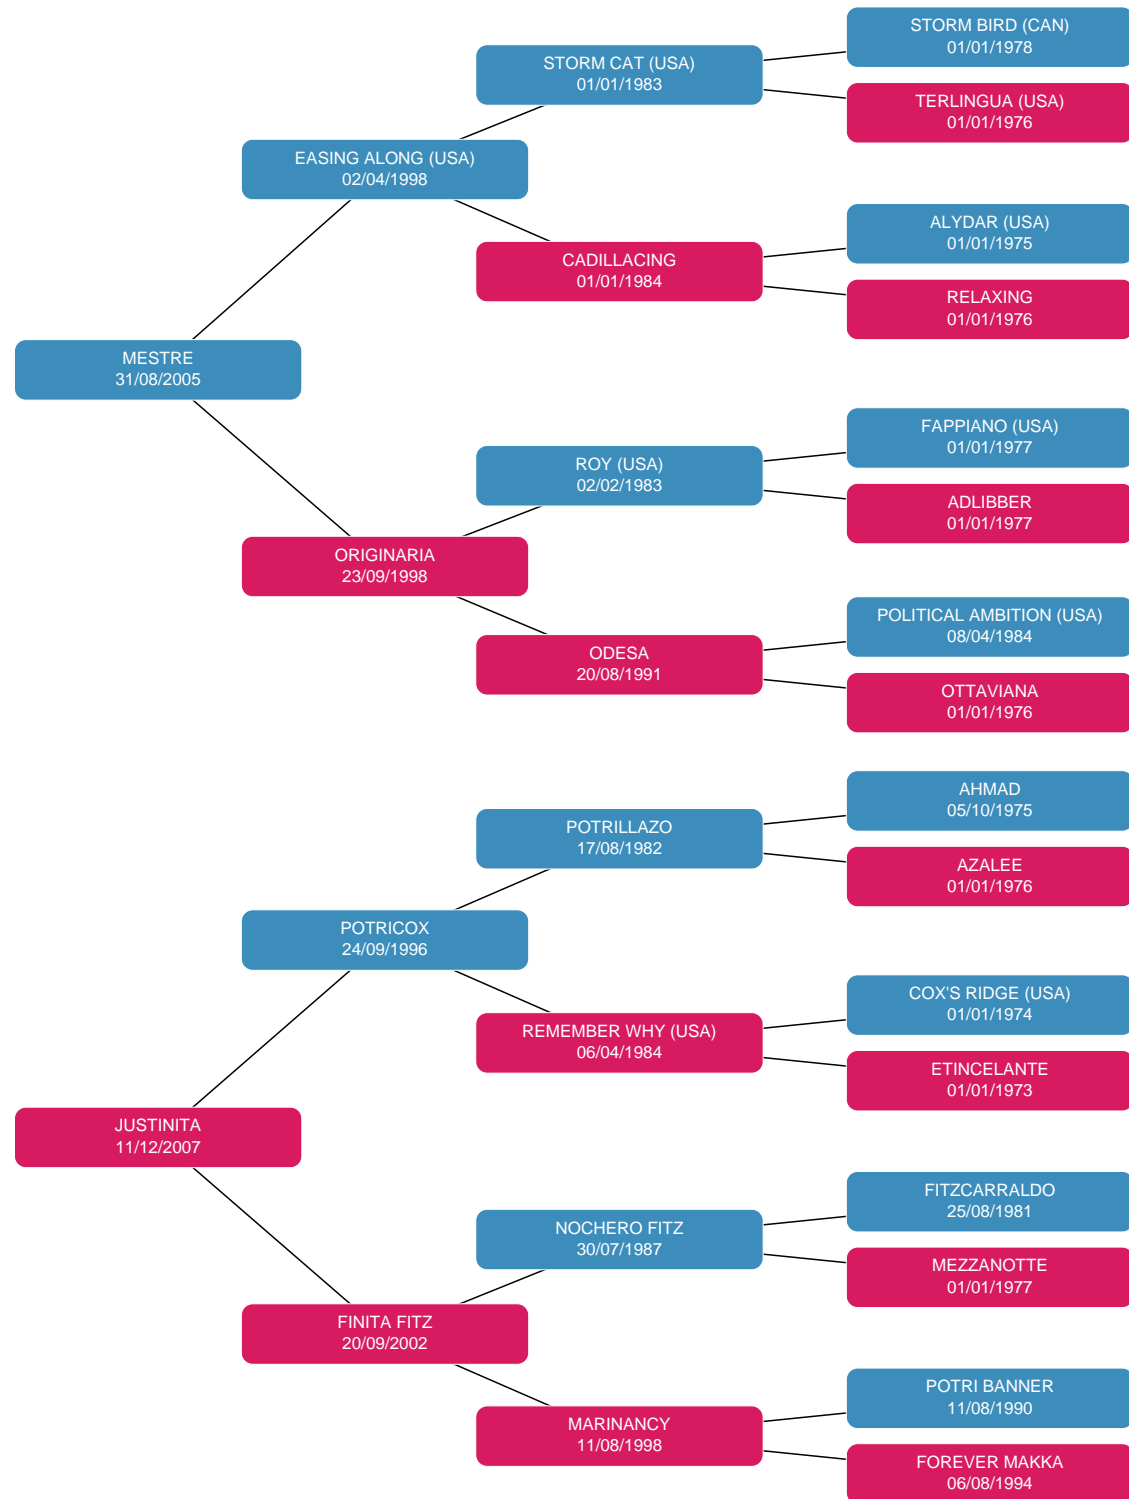 STORM BIRD (CAN)
01/01/1978
STORM CAT (USA)
01/01/1983
TERLINGUA (USA)
01/01/1976
EASING ALONG (USA)
02/04/1998
ALYDAR (USA)
01/01/1975
CADILLACING
01/01/1984
RELAXING
01/01/1976
MESTRE
31/08/2005
FAPPIANO (USA)
01/01/1977
ROY (USA)
02/02/1983
ADLIBBER
01/01/1977
ORIGINARIA
23/09/1998
POLITICAL AMBITION (USA)
08/04/1984
ODESA
20/08/1991
OTTAVIANA
01/01/1976
AHMAD
05/10/1975
POTRILLAZO
17/08/1982
AZALEE
01/01/1976
POTRICOX
24/09/1996
COX'S RIDGE (USA)
01/01/1974
REMEMBER WHY (USA)
06/04/1984
ETINCELANTE
01/01/1973
JUSTINITA
11/12/2007
FITZCARRALDO
25/08/1981
NOCHERO FITZ
30/07/1987
MEZZANOTTE
01/01/1977
FINITA FITZ
20/09/2002
POTRI BANNER
11/08/1990
MARINANCY
11/08/1998
FOREVER MAKKA
06/08/1994